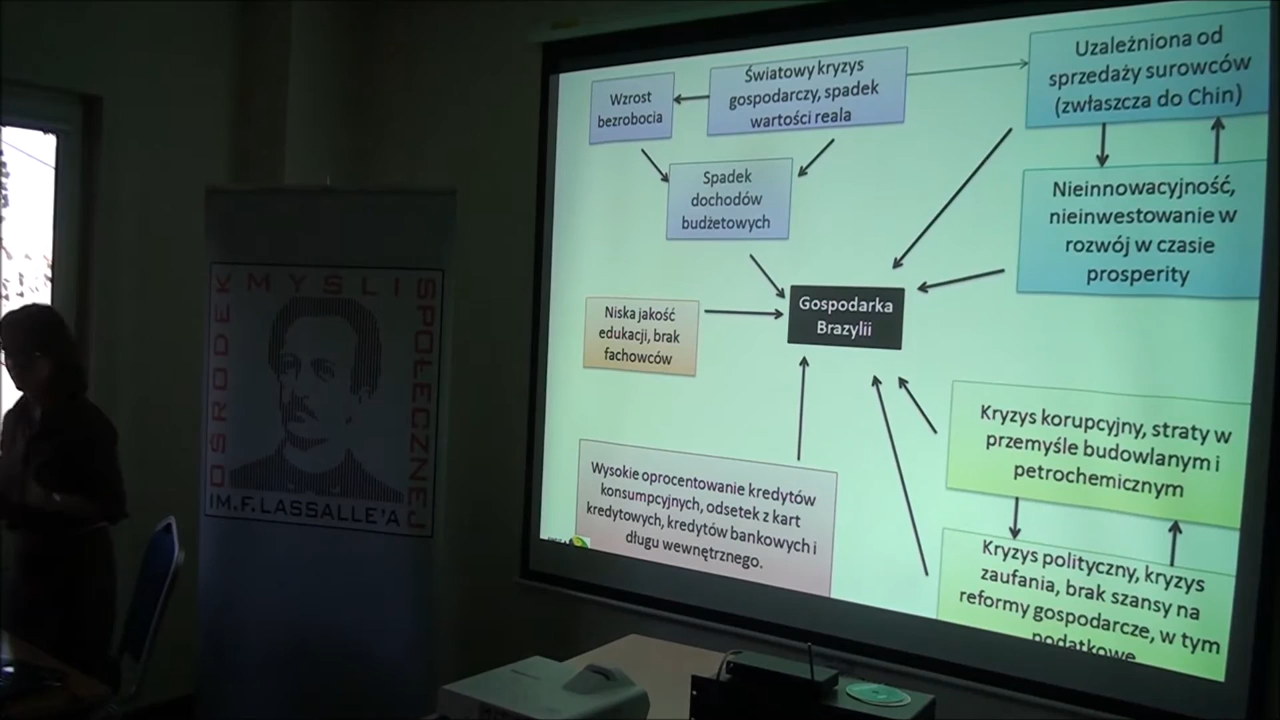 OŚRODEK
MYŚLI
SPOŁECZNEJ
IM.F.LASSALLE'A
Wzrost
bezrobocia
Światowy kryzys
gospodarczy, spadek
wartości reala
Uzależniona od
sprzedaży surowców
(zwłaszcza do Chin)
Spadek
dochodów
budżetowych
Nieinnowacyjność,
nieinwestowanie w
rozwój w czasie
prosperity
Gospodarka
Brazylii
Niska jakość
edukacji, brak
fachowców
Wysokie oprocentowanie kredytów
konsumpcyjnych, odsetek z kart
kredytowych, kredytów bankowych i
długu wewnętrznego.
Kryzys korupcyjny, straty w
przemyśle budowlanym i
petrochemicznym
Kryzys polityczny, kryzys
zaufania, brak szansy na
reformy gospodarcze, w tym
podatkowe